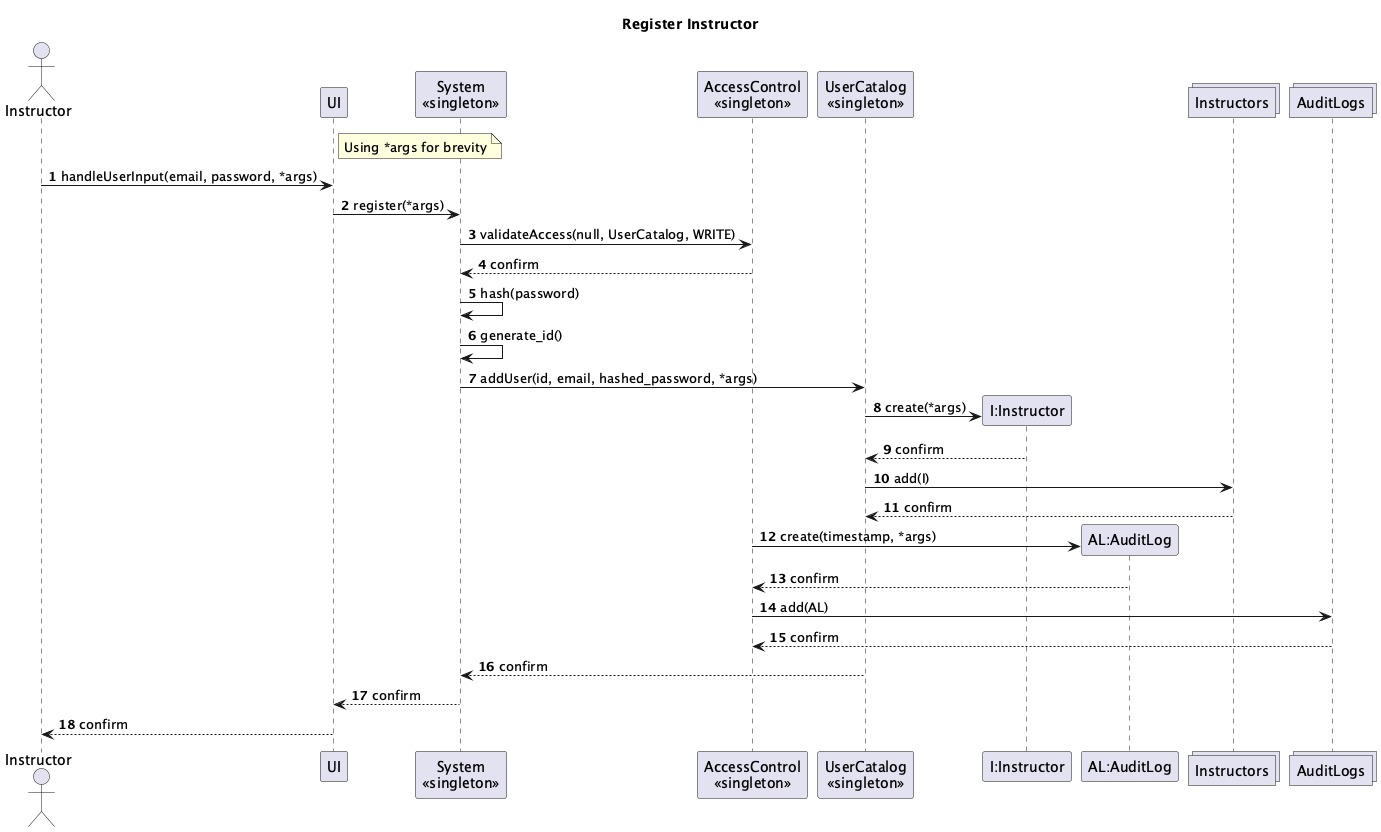 Register Instructor
Instructor
UI
System
«singleton»
AccessControl
«singleton»
UserCatalog
«singleton»
Instructors
AuditLogs
Using *args for brevity
1 handleUserInput(email, password, *args)
2 register(*args)
3 validateAccess(null, UserCatalog, WRITE)
4 confirm
5 hash(password)
6 generate_id()
7 addUser(id, email, hashed_password, *args)
8 create(*args)
I:Instructor
9 confirm
10 add(I)
11 confirm
12 create(timestamp, *args)
AL:AuditLog
13 confirm
14 add(AL)
15 confirm
16 confirm
17 confirm
18 confirm
Instructor
UI
System
«singleton»
AccessControl
«singleton»
UserCatalog
«singleton»
I:Instructor
AL:AuditLog
Instructors
AuditLogs